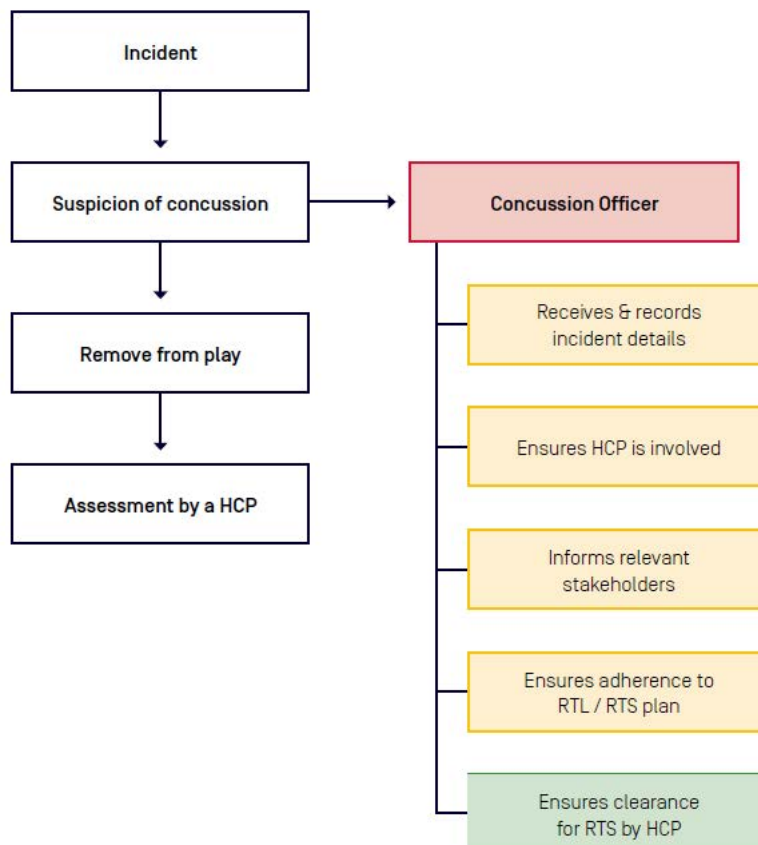 Incident
Suspicion of concussion
Concussion Officer
Receives & records
incident details
Remove from play
Ensures HCP is involved
Assessment by a HCP
Informs relevant
stakeholders
Ensures adherence to
RTL / RTS plan
Ensures clearance
for RTS by HCP